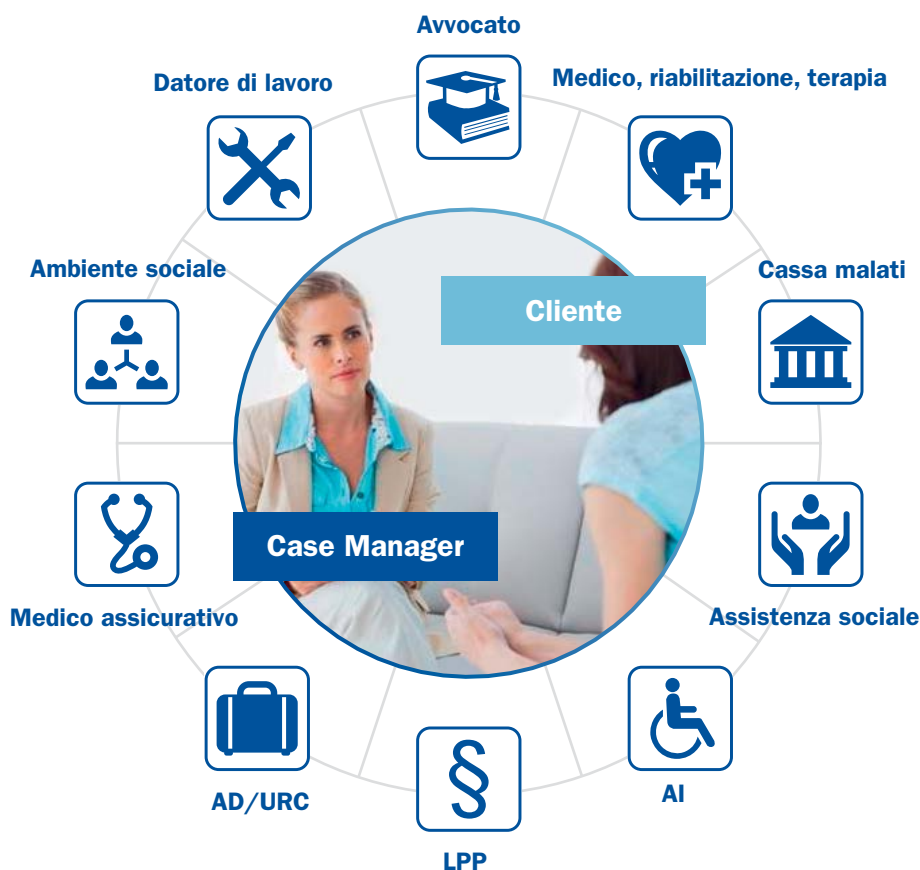 Avvocato
Datore di lavoro
Medico, riabilitazione, terapia
Ambiente sociale
Cliente
Cassa malati
Case Manager
Medico assicurativo
Assistenza sociale
AD/URC
§
AI
LPP